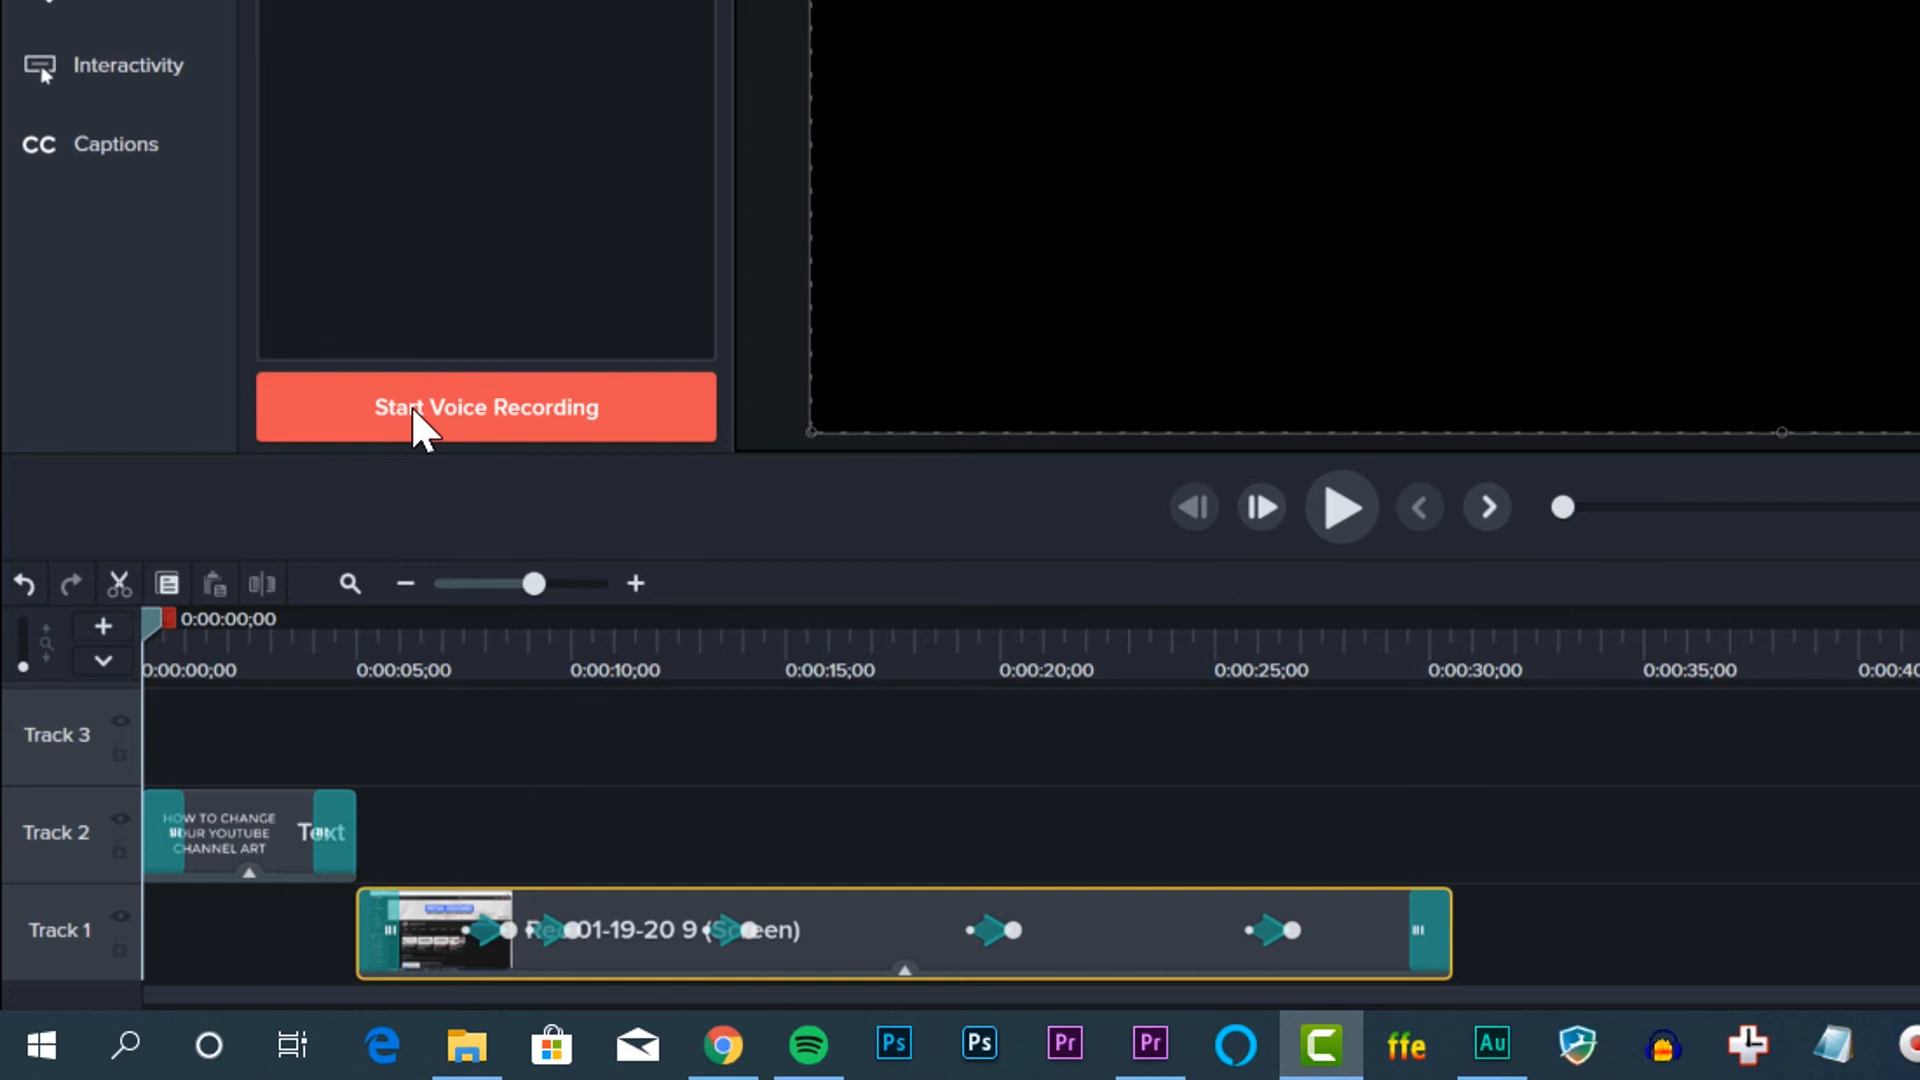 Interactivity
CC Captions
Start Voice Recording
0:00:00;00
0:00:00;00 0:00:05;00 0:00:10;00 0:00:15;00 0:00:20;00 0:00:25;00 0:00:30;00 0:00:35;00 0:00:40
Track 3
Track 2
HOW TO CHANGE
YOUR YOUTUBE
CHANNEL ART
Text
Track 1
Rec 01-19-20 9 (Screen)
Ps Ps Pr Pr ffe Au